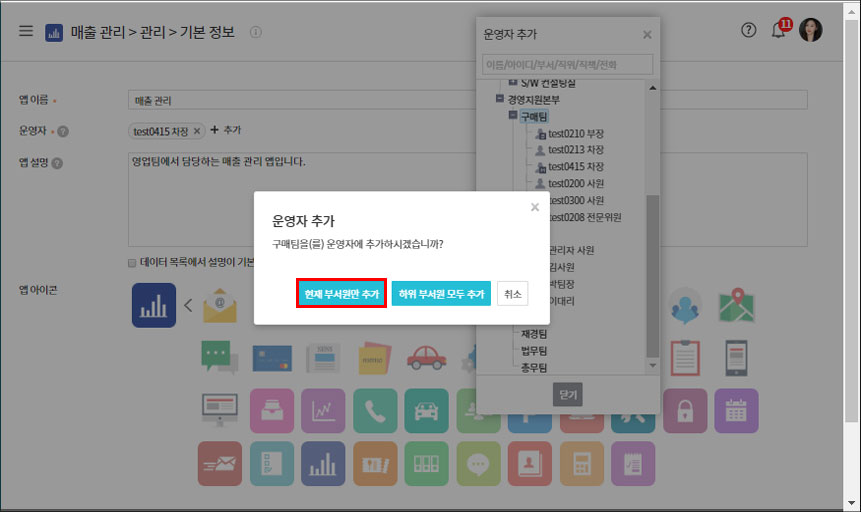 매출 관리 > 관리 > 기본 정보
11
운영자 추가
이름/아이디/부서/직위/직책/전화
S/W 컨설팅실
경영지원본부
구매팀
test0210 부장
test0213 차장
test0415 차장
test0200 사원
test0300 사원
test0208 전문위원
관리자 사원
김사원
박팀장
이대리
재경팀
법무팀
총무팀
닫기
앱 이름
매출 관리
운영자
test0415 차장 ×
+ 추가
앱 설명
영업팀에서 담당하는 매출 관리 앱입니다.
데이터 목록에서 설명이 기본
앱 아이콘
운영자 추가
구매팀을(를) 운영자에 추가하시겠습니까?
현재 부서원만 추가
하위 부서원 모두 추가
취소
NEWS